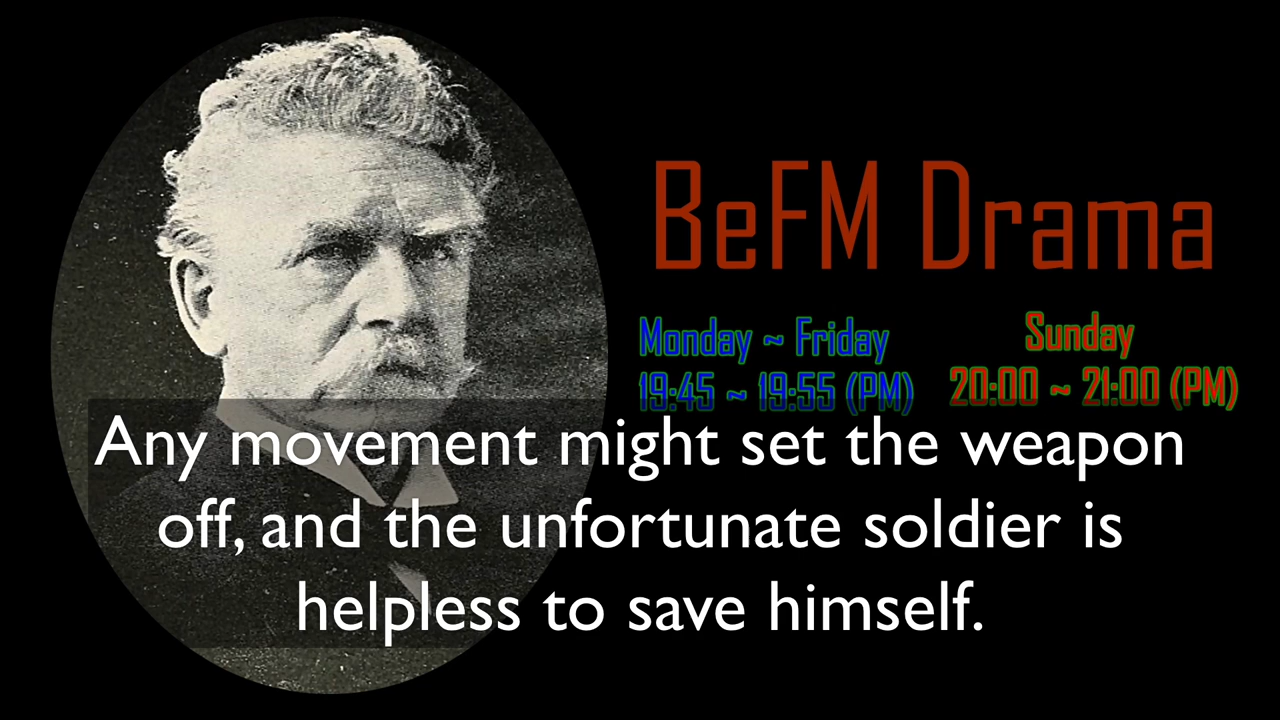 BeFM Drama
Monday ~ Friday
19:45 ~ 19:55 (PM)
Sunday
20:00 ~ 21:00 (PM)
Any movement might set the weapon
off, and the unfortunate soldier is
helpless to save himself.